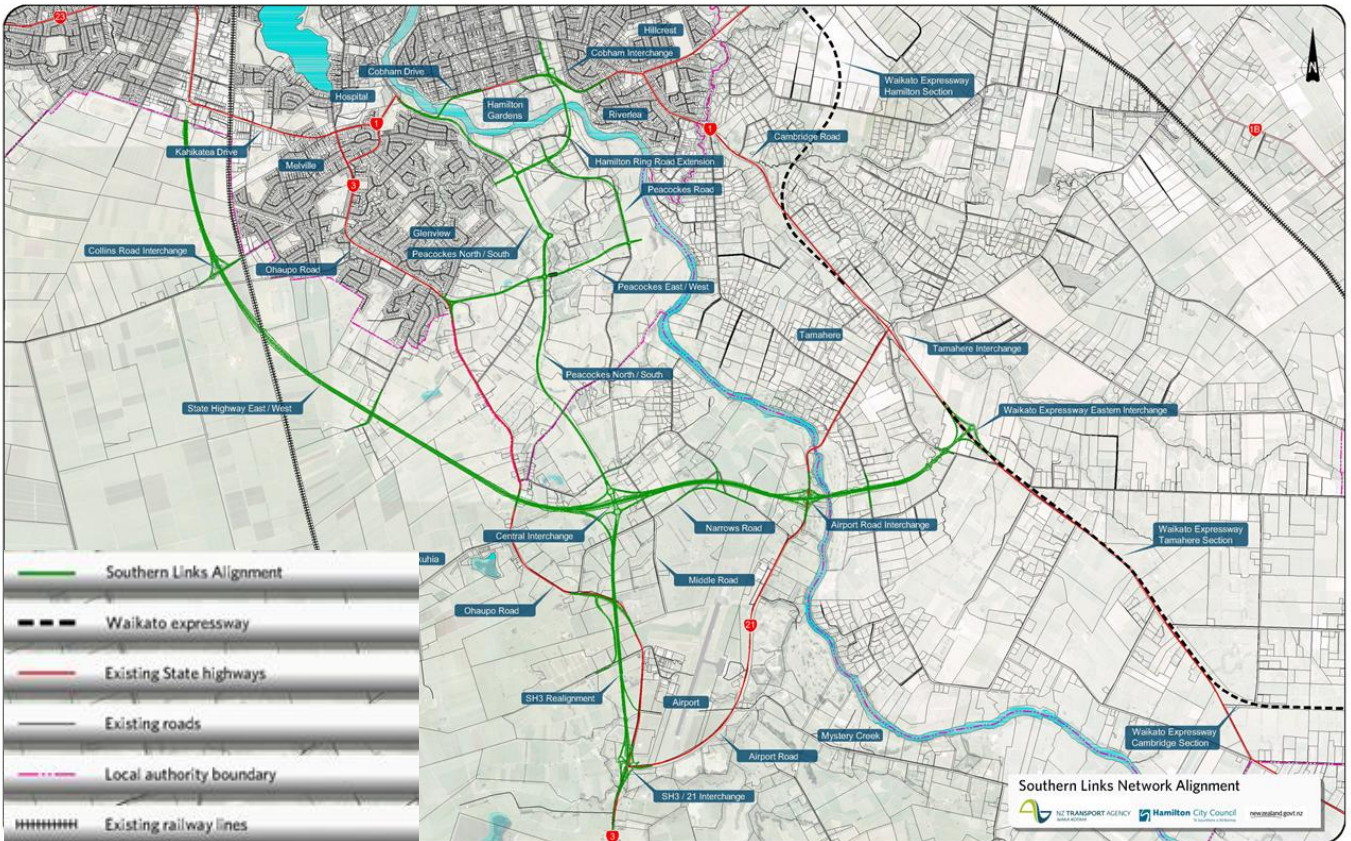 23
Hillcrest
Cobham Interchange
N
Cobham Drive
Waikato Expressway
Hamilton Section
Hospital
Hamilton
Gardens
Riverlea
1
1
1B
Cambridge Road
Kahikatea Drive
Melville
Hamilton Ring Road Extension
3
Peacockes Road
Glenview
Collins Road Interchange
Peacockes North / South
Ohaupo Road
Peacockes East / West
Tamahere
Tamahere Interchange
Peacockes North / South
State Highway East / West
Waikato Expressway Eastern Interchange
Narrows Road
Airport Road Interchange
Central Interchange
Waikato Expressway
Tamahere Section
uhia
Southern Links Alignment
Middle Road
Ohaupo Road
Waikato expressway
21
Existing State highways
SH3 Realignment
Airport
Existing roads
Mystery Creek
Waikato Expressway
Cambridge Section
Airport Road
Local authority boundary
SH3 / 21 Interchange
Existing railway lines
3
Southern Links Network Alignment
NZ TRANSPORT AGENCY
WAKA KOTAHI
Hamilton City Council
newzealand.govt.nz